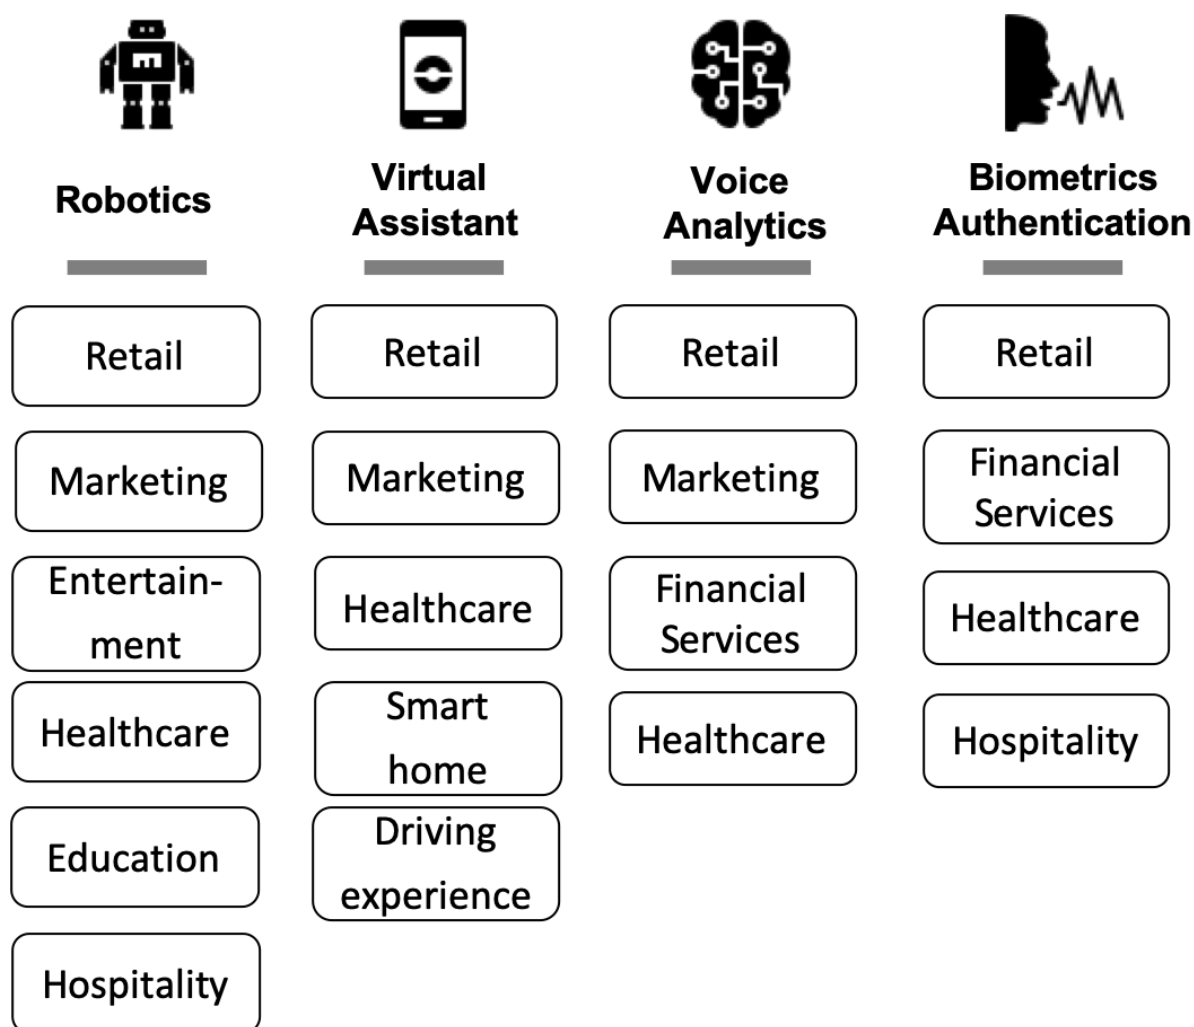 m
Robotics
Retail
Marketing
Entertain-
ment
Healthcare
Education
Hospitality
Virtual
Assistant
Retail
Marketing
Healthcare
Smart
home
Driving
experience
Voice
Analytics
Retail
Marketing
Financial
Services
Healthcare
Biometrics
Authentication
Retail
Financial
Services
Healthcare
Hospitality